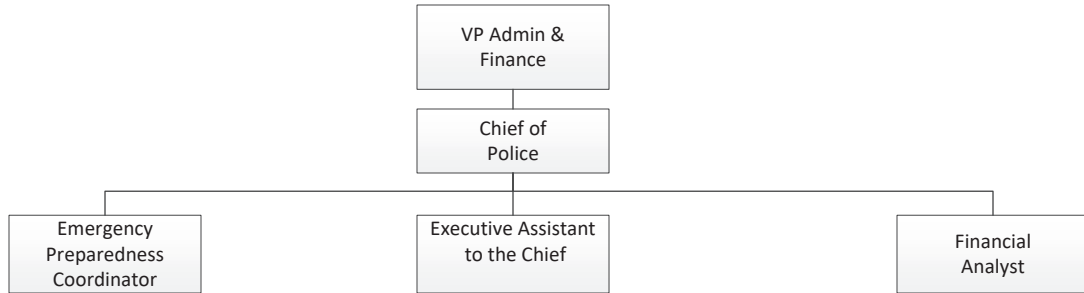 VP Admin &
Finance
Chief of
Police
Emergency
Preparedness
Coordinator
Executive Assistant
to the Chief
Financial
Analyst